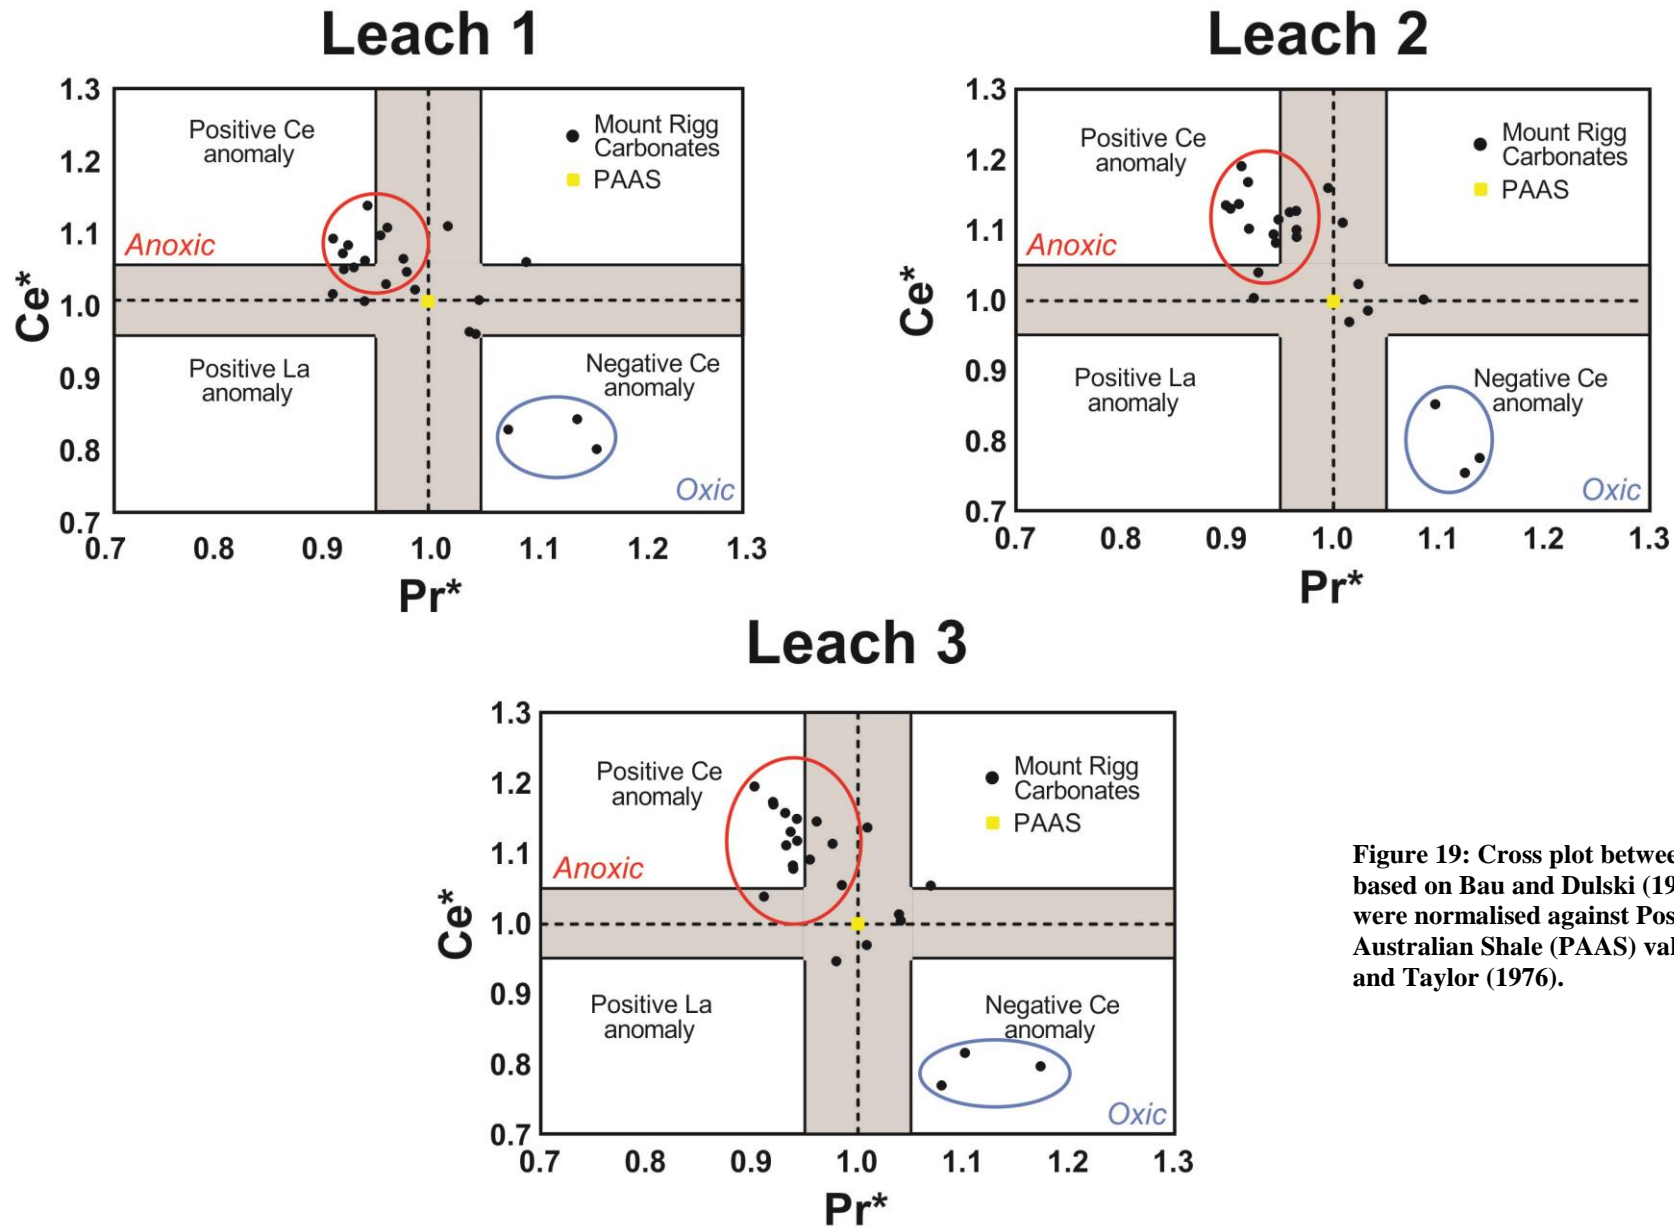 Leach 1
Ce*
1.3
1.2
1.1
1.0
0.9
0.8
0.7
Positive Ce
anomaly
Mount Rigg
Carbonates
PAAS
Anoxic
Positive La
anomaly
Negative Ce
anomaly
Oxic
0.7 0.8 0.9 1.0 1.1 1.2 1.3
Pr*
Leach 2
Ce*
1.3
1.2
1.1
1.0
0.9
0.8
0.7
Positive Ce
anomaly
Mount Rigg
Carbonates
PAAS
Anoxic
Positive La
anomaly
Negative Ce
anomaly
Oxic
0.7 0.8 0.9 1.0 1.1 1.2 1.3
Pr*
Leach 3
Ce*
1.3
1.2
1.1
1.0
0.9
0.8
0.7
Positive Ce
anomaly
Mount Rigg
Carbonates
PAAS
Anoxic
Positive La
anomaly
Negative Ce
anomaly
Oxic
0.7 0.8 0.9 1.0 1.1 1.2 1.3
Pr*
Figure 19: Cross plot betwee
based on Bau and Dulski (19
were normalised against Pos
Australian Shale (PAAS) val
and Taylor (1976).